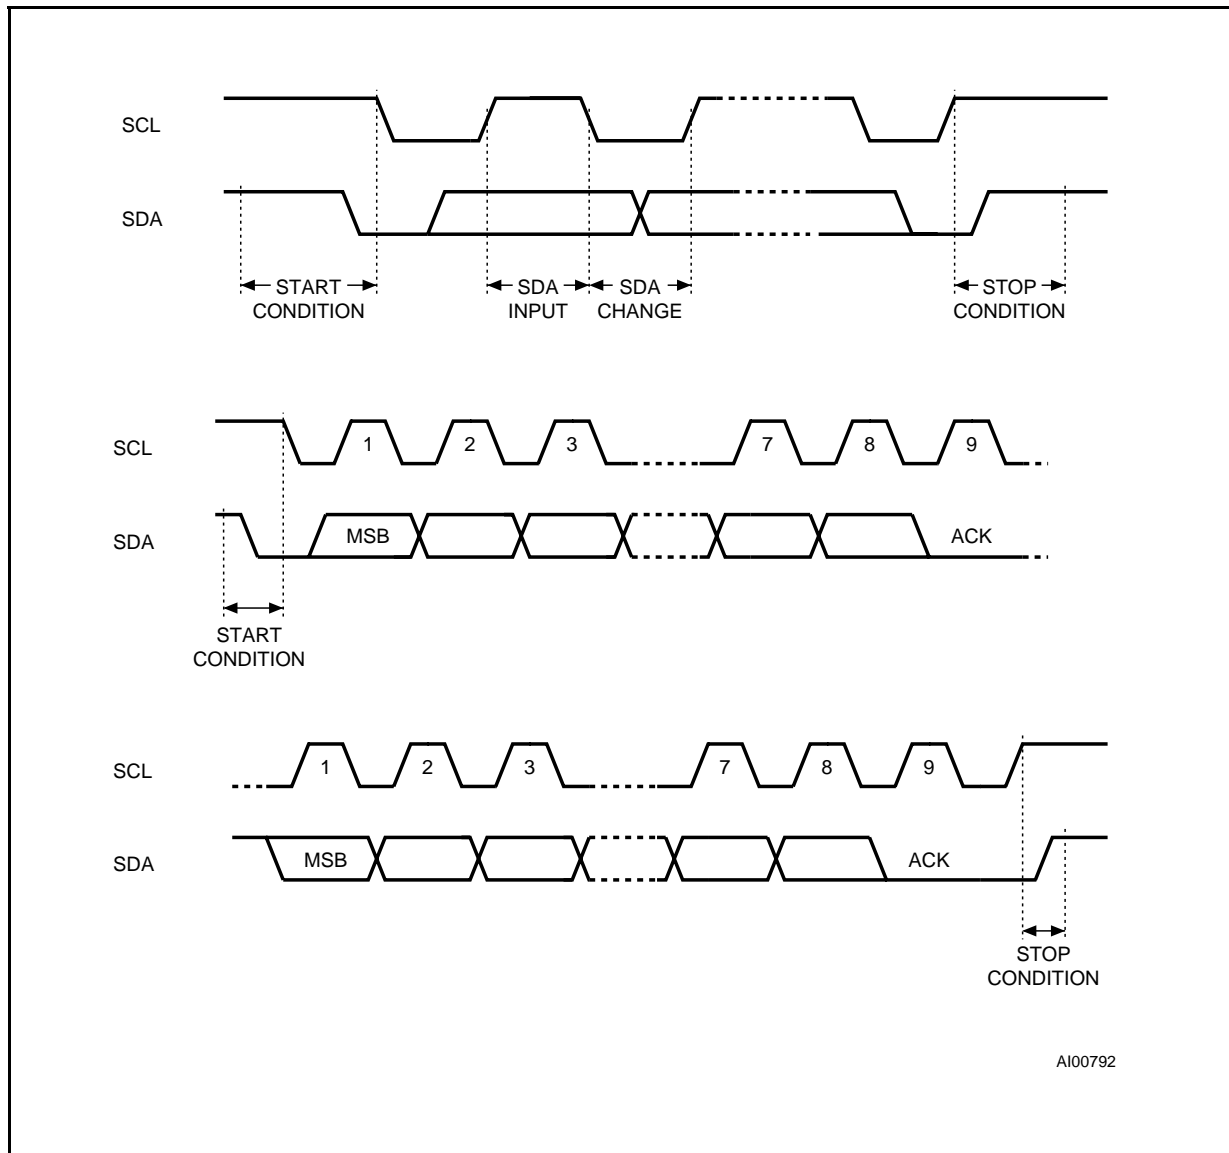 SCL
SDA
START
CONDITION
SDA
INPUT
SDA
CHANGE
STOP
CONDITION
SCL
1 2 3 7 8 9
SDA
MSB ACK
START
CONDITION
SCL
1 2 3 7 8 9
SDA
MSB ACK
STOP
CONDITION
AI00792